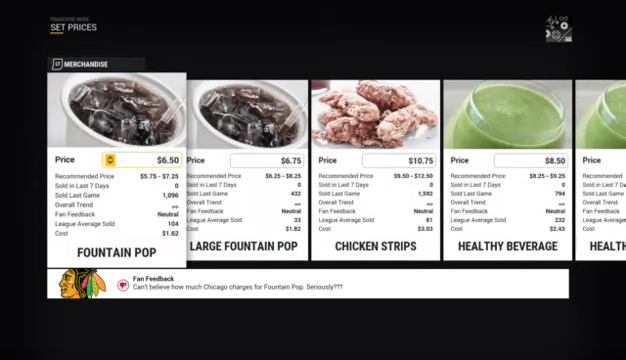 FRANCHISE MODE
SET PRICES
LT MERCHANDISE
Price $6.50
Recommended Price $5.75 - $7.25
Sold in Last 7 Days 0
Sold Last Game 1,096
Overall Trend
Fan Feedback Neutral
League Average Sold 104
Cost $1.62
FOUNTAIN POP
Price $6.75
Recommended Price $6.25 - $8.25
Sold in Last 7 Days 0
Sold Last Game 432
Overall Trend
Fan Feedback Neutral
League Average Sold 33
Cost $1.82
LARGE FOUNTAIN POP
Price $10.75
Recommended Price $9.50 - $12.50
Sold in Last 7 Days 0
Sold Last Game 1,592
Overall Trend
Fan Feedback Neutral
League Average Sold 81
Cost $3.03
CHICKEN STRIPS
Price $8.50
Recommended Price $8.25 - $9.25
Sold in Last 7 Days 0
Sold Last Game 794
Overall Trend
Fan Feedback Neutral
League Average Sold 232
Cost $2.43
HEALTHY BEVERAGE
Price
Recommended
Sold in Last 7 Da
Sold Last Game
Overall Trend
Fan Feedback
League Average
Cost
HEALTH
Fan Feedback
Can't believe how much Chicago charges for Fountain Pop. Seriously???